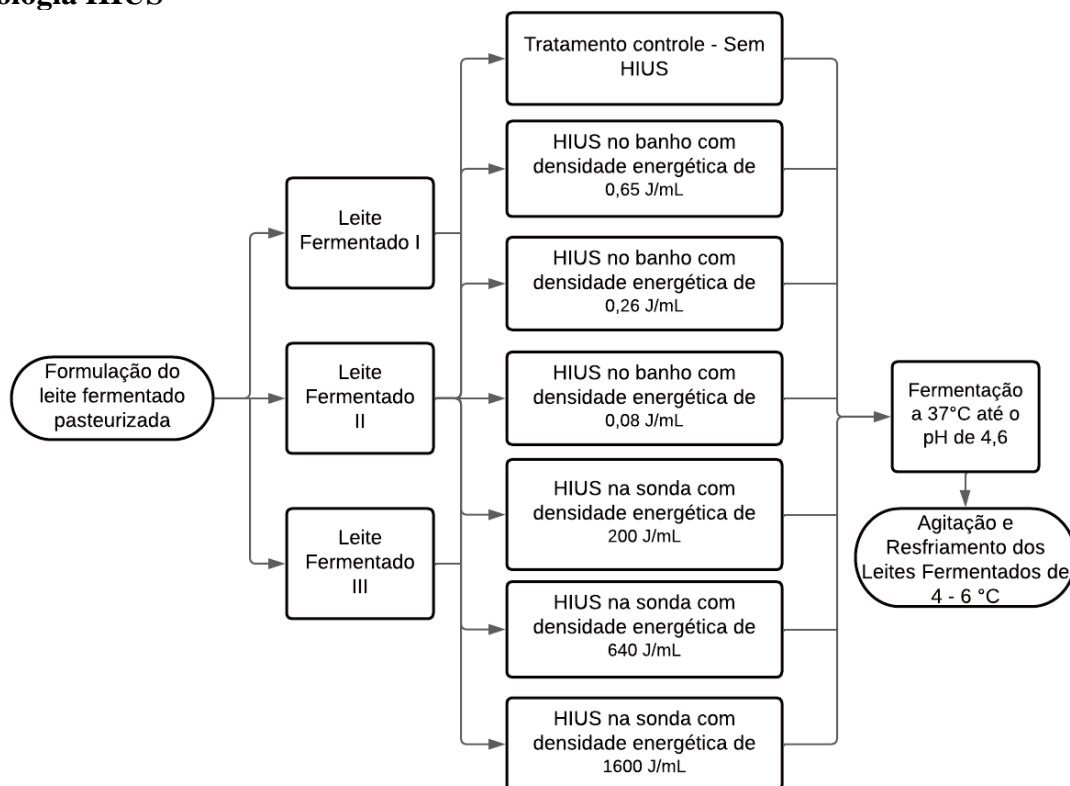 ologia HIUS
Tratamento controle - Sem
HIUS
HIUS no banho com
densidade energética de
0,65 J/mL
Leite
Fermentado I
HIUS no banho com
densidade energética de
0,26 J/mL
Formulação do
leite fermentado
pasteurizada
Leite
Fermentado
II
HIUS no banho com
densidade energética de
0,08 J/mL
Fermentação
a 37°C até o
pH de 4,6
HIUS na sonda com
densidade energética de
200 J/mL
Leite
Fermentado
III
Agitação e
Resfriamento dos
Leites Fermentados de
4 - 6 °C
HIUS na sonda com
densidade energética de
640 J/mL
HIUS na sonda com
densidade energética de
1600 J/mL